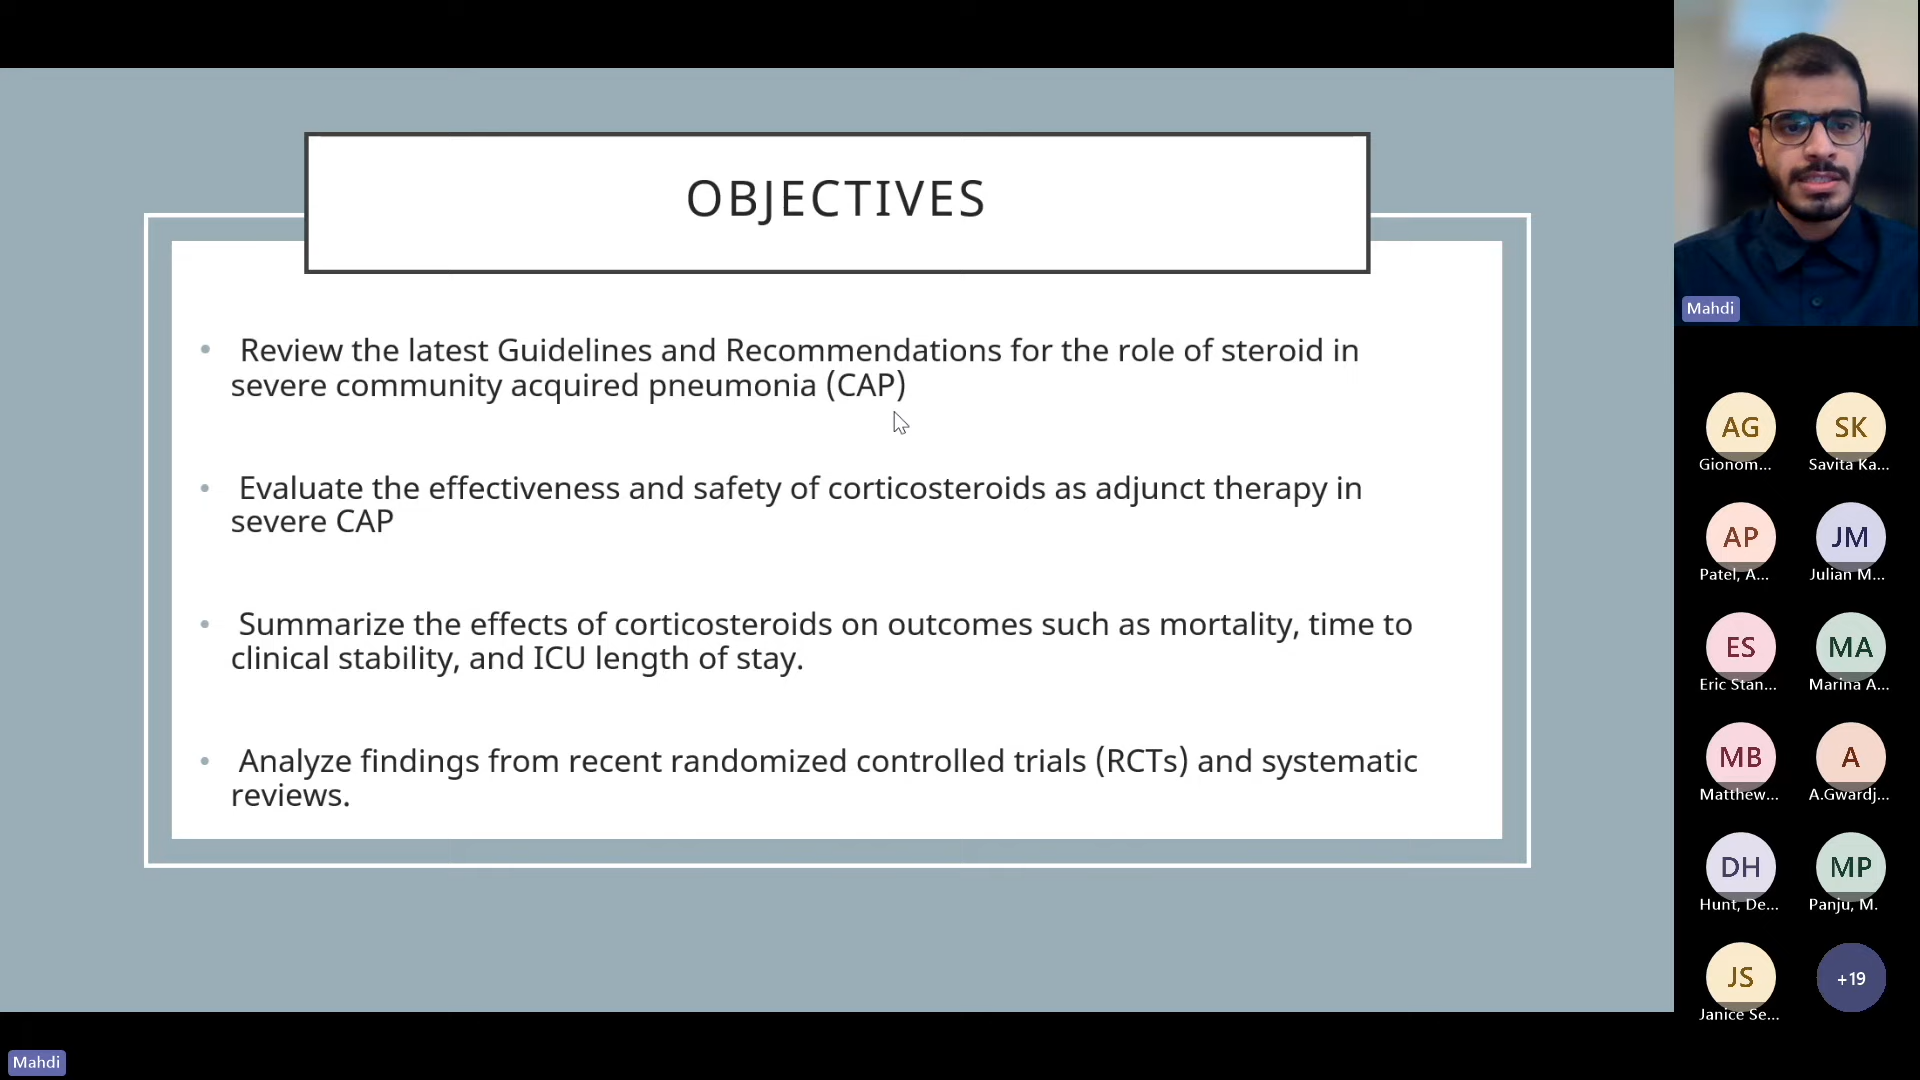 OBJECTIVES
• Review the latest Guidelines and Recommendations for the role of steroid in
severe community acquired pneumonia (CAP)
• Evaluate the effectiveness and safety of corticosteroids as adjunct therapy in
severe CAP
• Summarize the effects of corticosteroids on outcomes such as mortality, time to
clinical stability, and ICU length of stay.
• Analyze findings from recent randomized controlled trials (RCTs) and systematic
reviews.
Mahdi
AG
SK
Gionom...
Savita Ka...
AP
JM
Patel, A...
Julian M...
ES
MA
Eric Stan...
Marina A...
MB
A
Matthew...
A.Gwardj...
DH
MP
Hunt, De...
Panju, M.
JS
+19
Janice Se...
Mahdi